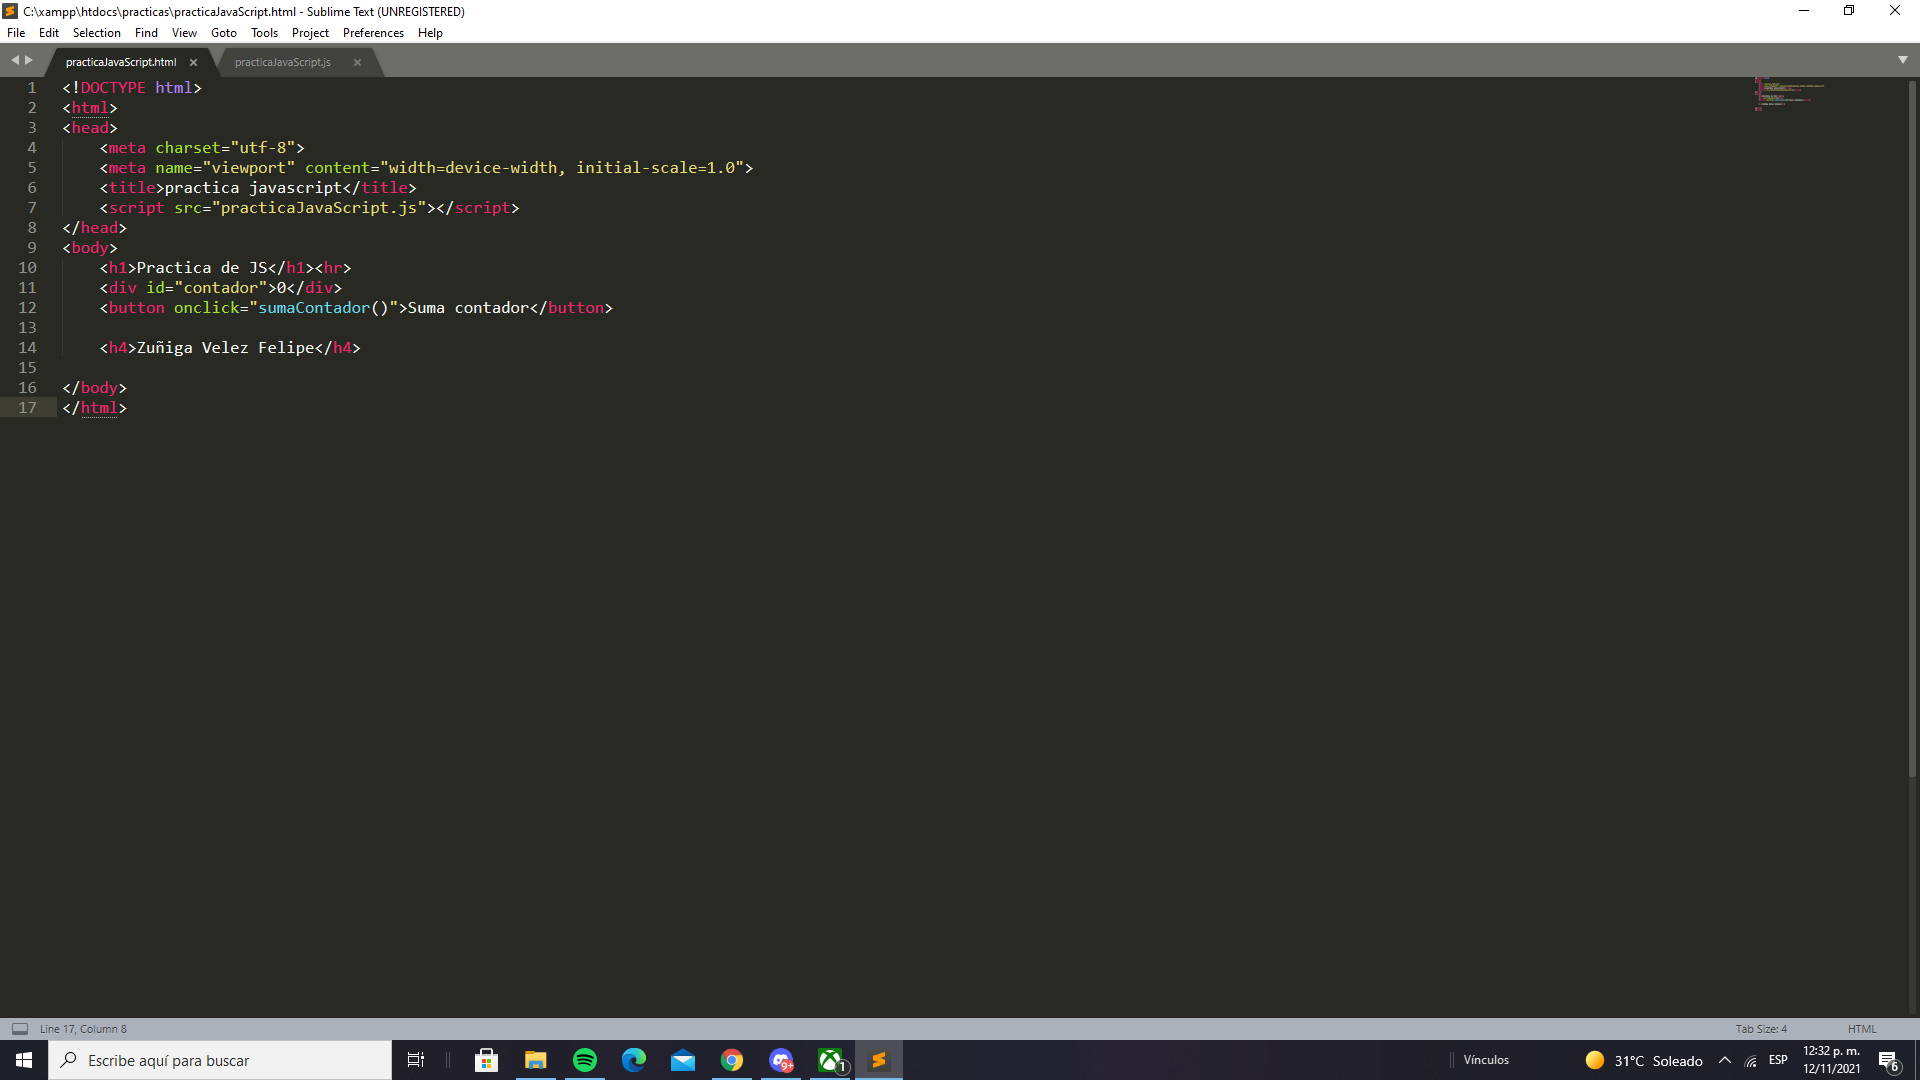 C:\xampp\htdocs\practicas\practicaJavaScript.html - Sublime Text (UNREGISTERED)
File Edit Selection Find View Goto Tools Project Preferences Help
practicaJavaScript.html × practicaJavaScript.js ×
1 <!DOCTYPE html>
2 <html>
3 <head>
4 <meta charset="utf-8">
5 <meta name="viewport" content="width=device-width, initial-scale=1.0">
6 <title>practica javascript</title>
7 <script src="practicaJavaScript.js"></script>
8 </head>
9 <body>
10 <h1>Practica de JS</h1><hr>
11 <div id="contador">0</div>
12 <button onclick="sumaContador()">Suma contador</button>
13
14 <h4>Zuñiga Velez Felipe</h4>
15
16 </body>
17 </html>
Line 17, Column 8 Tab Size: 4 HTML
Escribe aquí para buscar 9+ 1 Vínculos 31°C Soleado ESP 12:32 p. m.
12/11/2021 6